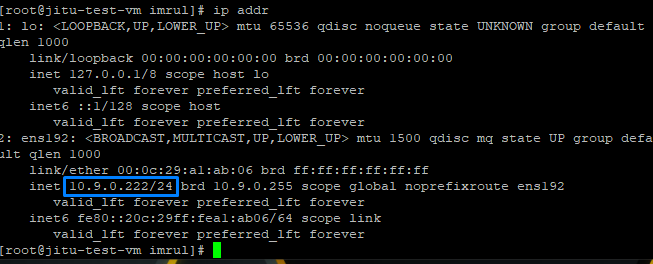 [root@jitu-test-vm imrul]# ip addr
1: lo: <LOOPBACK,UP,LOWER_UP> mtu 65536 qdisc noqueue state UNKNOWN group default
qlen 1000
link/loopback 00:00:00:00:00:00 brd 00:00:00:00:00:00
inet 127.0.0.1/8 scope host lo
valid_lft forever preferred_lft forever
inet6 ::1/128 scope host
valid_lft forever preferred_lft forever
2: ens192: <BROADCAST,MULTICAST,UP,LOWER_UP> mtu 1500 qdisc mq state UP group defa
ult qlen 1000
link/ether 00:0c:29:a1:ab:06 brd ff:ff:ff:ff:ff:ff
inet 10.9.0.222/24 brd 10.9.0.255 scope global noprefixroute ens192
valid_lft forever preferred_lft forever
inet6 fe80::20c:29ff:fea1:ab06/64 scope link
valid_lft forever preferred_lft forever
[root@jitu-test-vm imrul]#